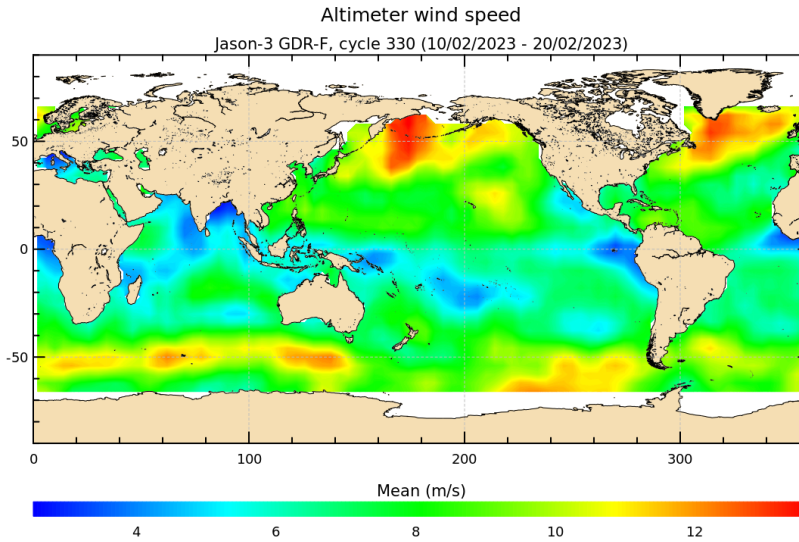 Altimeter wind speed
Jason-3 GDR-F, cycle 330 (10/02/2023 - 20/02/2023)
50
0
-50
0 100 200 300
Mean (m/s)
4 6 8 10 12